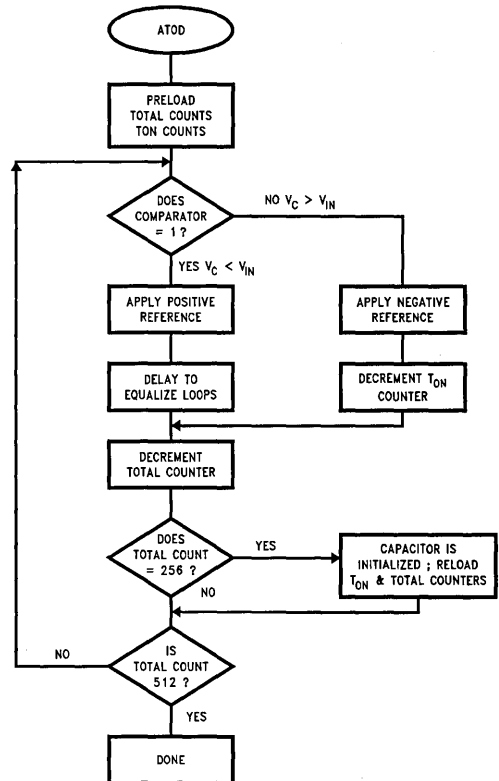 ATOD
PRELOAD
TOTAL COUNTS
TON COUNTS
DOES
COMPARATOR
= 1 ?
NO V_C > V_IN
YES V_C < V_IN
APPLY POSITIVE
REFERENCE
APPLY NEGATIVE
REFERENCE
DELAY TO
EQUALIZE LOOPS
DECREMENT T_ON
COUNTER
DECREMENT
TOTAL COUNTER
DOES
TOTAL COUNT
= 256 ?
YES
CAPACITOR IS
INITIALIZED ; RELOAD
T_ON & TOTAL COUNTERS
NO
IS
TOTAL COUNT
512 ?
NO
YES
DONE